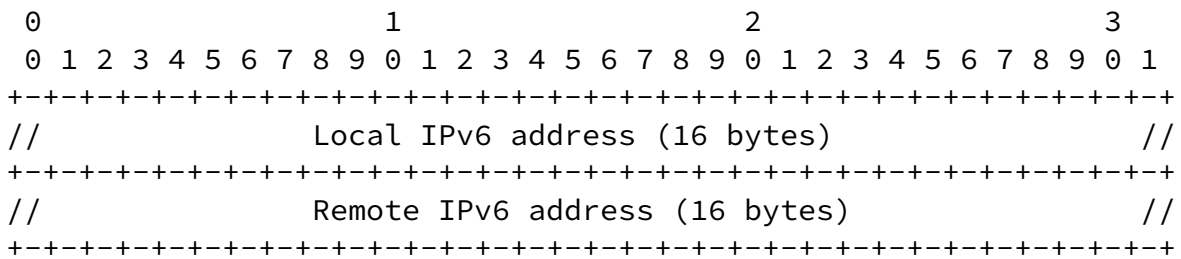 0                   1                   2                   3
 0 1 2 3 4 5 6 7 8 9 0 1 2 3 4 5 6 7 8 9 0 1 2 3 4 5 6 7 8 9 0 1
+-+-+-+-+-+-+-+-+-+-+-+-+-+-+-+-+-+-+-+-+-+-+-+-+-+-+-+-+-+-+-+-+
//               Local IPv6 address (16 bytes)                 //
+-+-+-+-+-+-+-+-+-+-+-+-+-+-+-+-+-+-+-+-+-+-+-+-+-+-+-+-+-+-+-+-+
//               Remote IPv6 address (16 bytes)                //
+-+-+-+-+-+-+-+-+-+-+-+-+-+-+-+-+-+-+-+-+-+-+-+-+-+-+-+-+-+-+-+-+